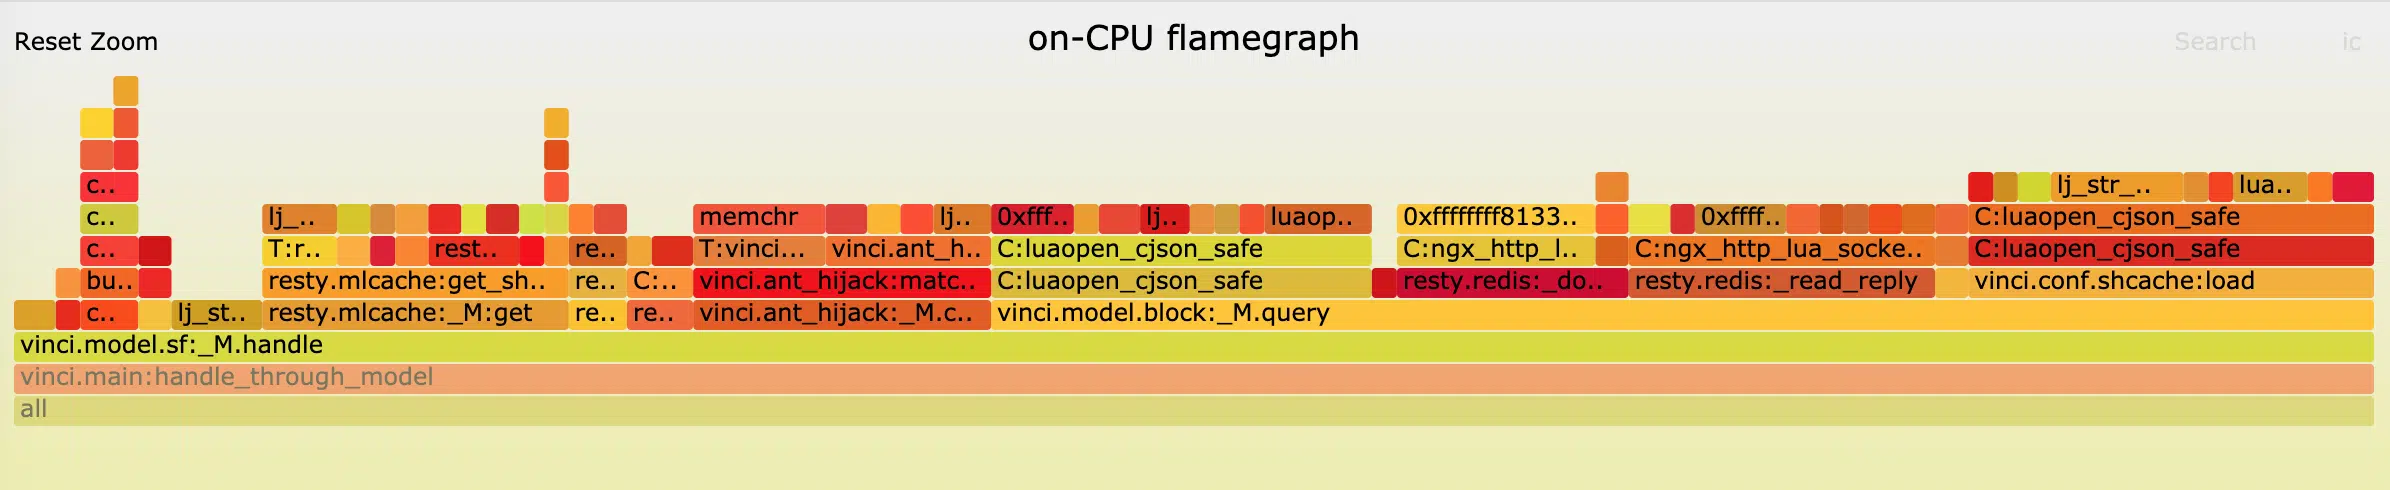 on-CPU flamegraph
Reset Zoom Search ic
c..
c.. lj_.. memchr lj.. 0xfff.. lj.. luaop.. 0xffffffff8133.. 0xffff.. C:luaopen_cjson_safe
lj_str_.. lua..
c.. T:r.. rest.. re.. T:vinci... vinci.ant_h.. C:luaopen_cjson_safe C:ngx_http_l.. C:ngx_http_lua_socke.. C:luaopen_cjson_safe
bu.. resty.mlcache:get_sh.. re.. C:.. vinci.ant_hijack:matc.. C:luaopen_cjson_safe resty.redis:_do.. resty.redis:_read_reply vinci.conf.shcache:load
c.. lj_st.. resty.mlcache:_M:get re.. re.. vinci.ant_hijack:_M.c.. vinci.model.block:_M.query
vinci.model.sf:_M.handle
vinci.main:handle_through_model
all